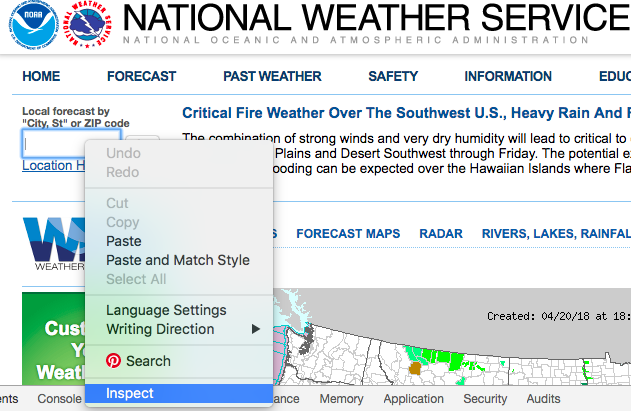 NOAA
NATIONAL WEATHER SERVICE
NATIONAL OCEANIC AND ATMOSPHERIC ADMINISTRATION
HOME FORECAST PAST WEATHER SAFETY INFORMATION EDUC
Local forecast by
"City, St" or ZIP code
Location H
Critical Fire Weather Over The Southwest U.S., Heavy Rain And F
The combination of strong winds and very dry humidity will lead to critical to
Plains and Desert Southwest through Friday. The potential ex
ooding can be expected over the Hawaiian Islands where Fla
Undo
Redo
Cut
Copy
Paste
Paste and Match Style
Select All
Language Settings
Writing Direction
Search
Inspect
WEATHER
S FORECAST MAPS RADAR RIVERS, LAKES, RAINFAL
Cust
Yo
Weath
Created: 04/20/18 at 18:
ents Console ance Memory Application Security Audits